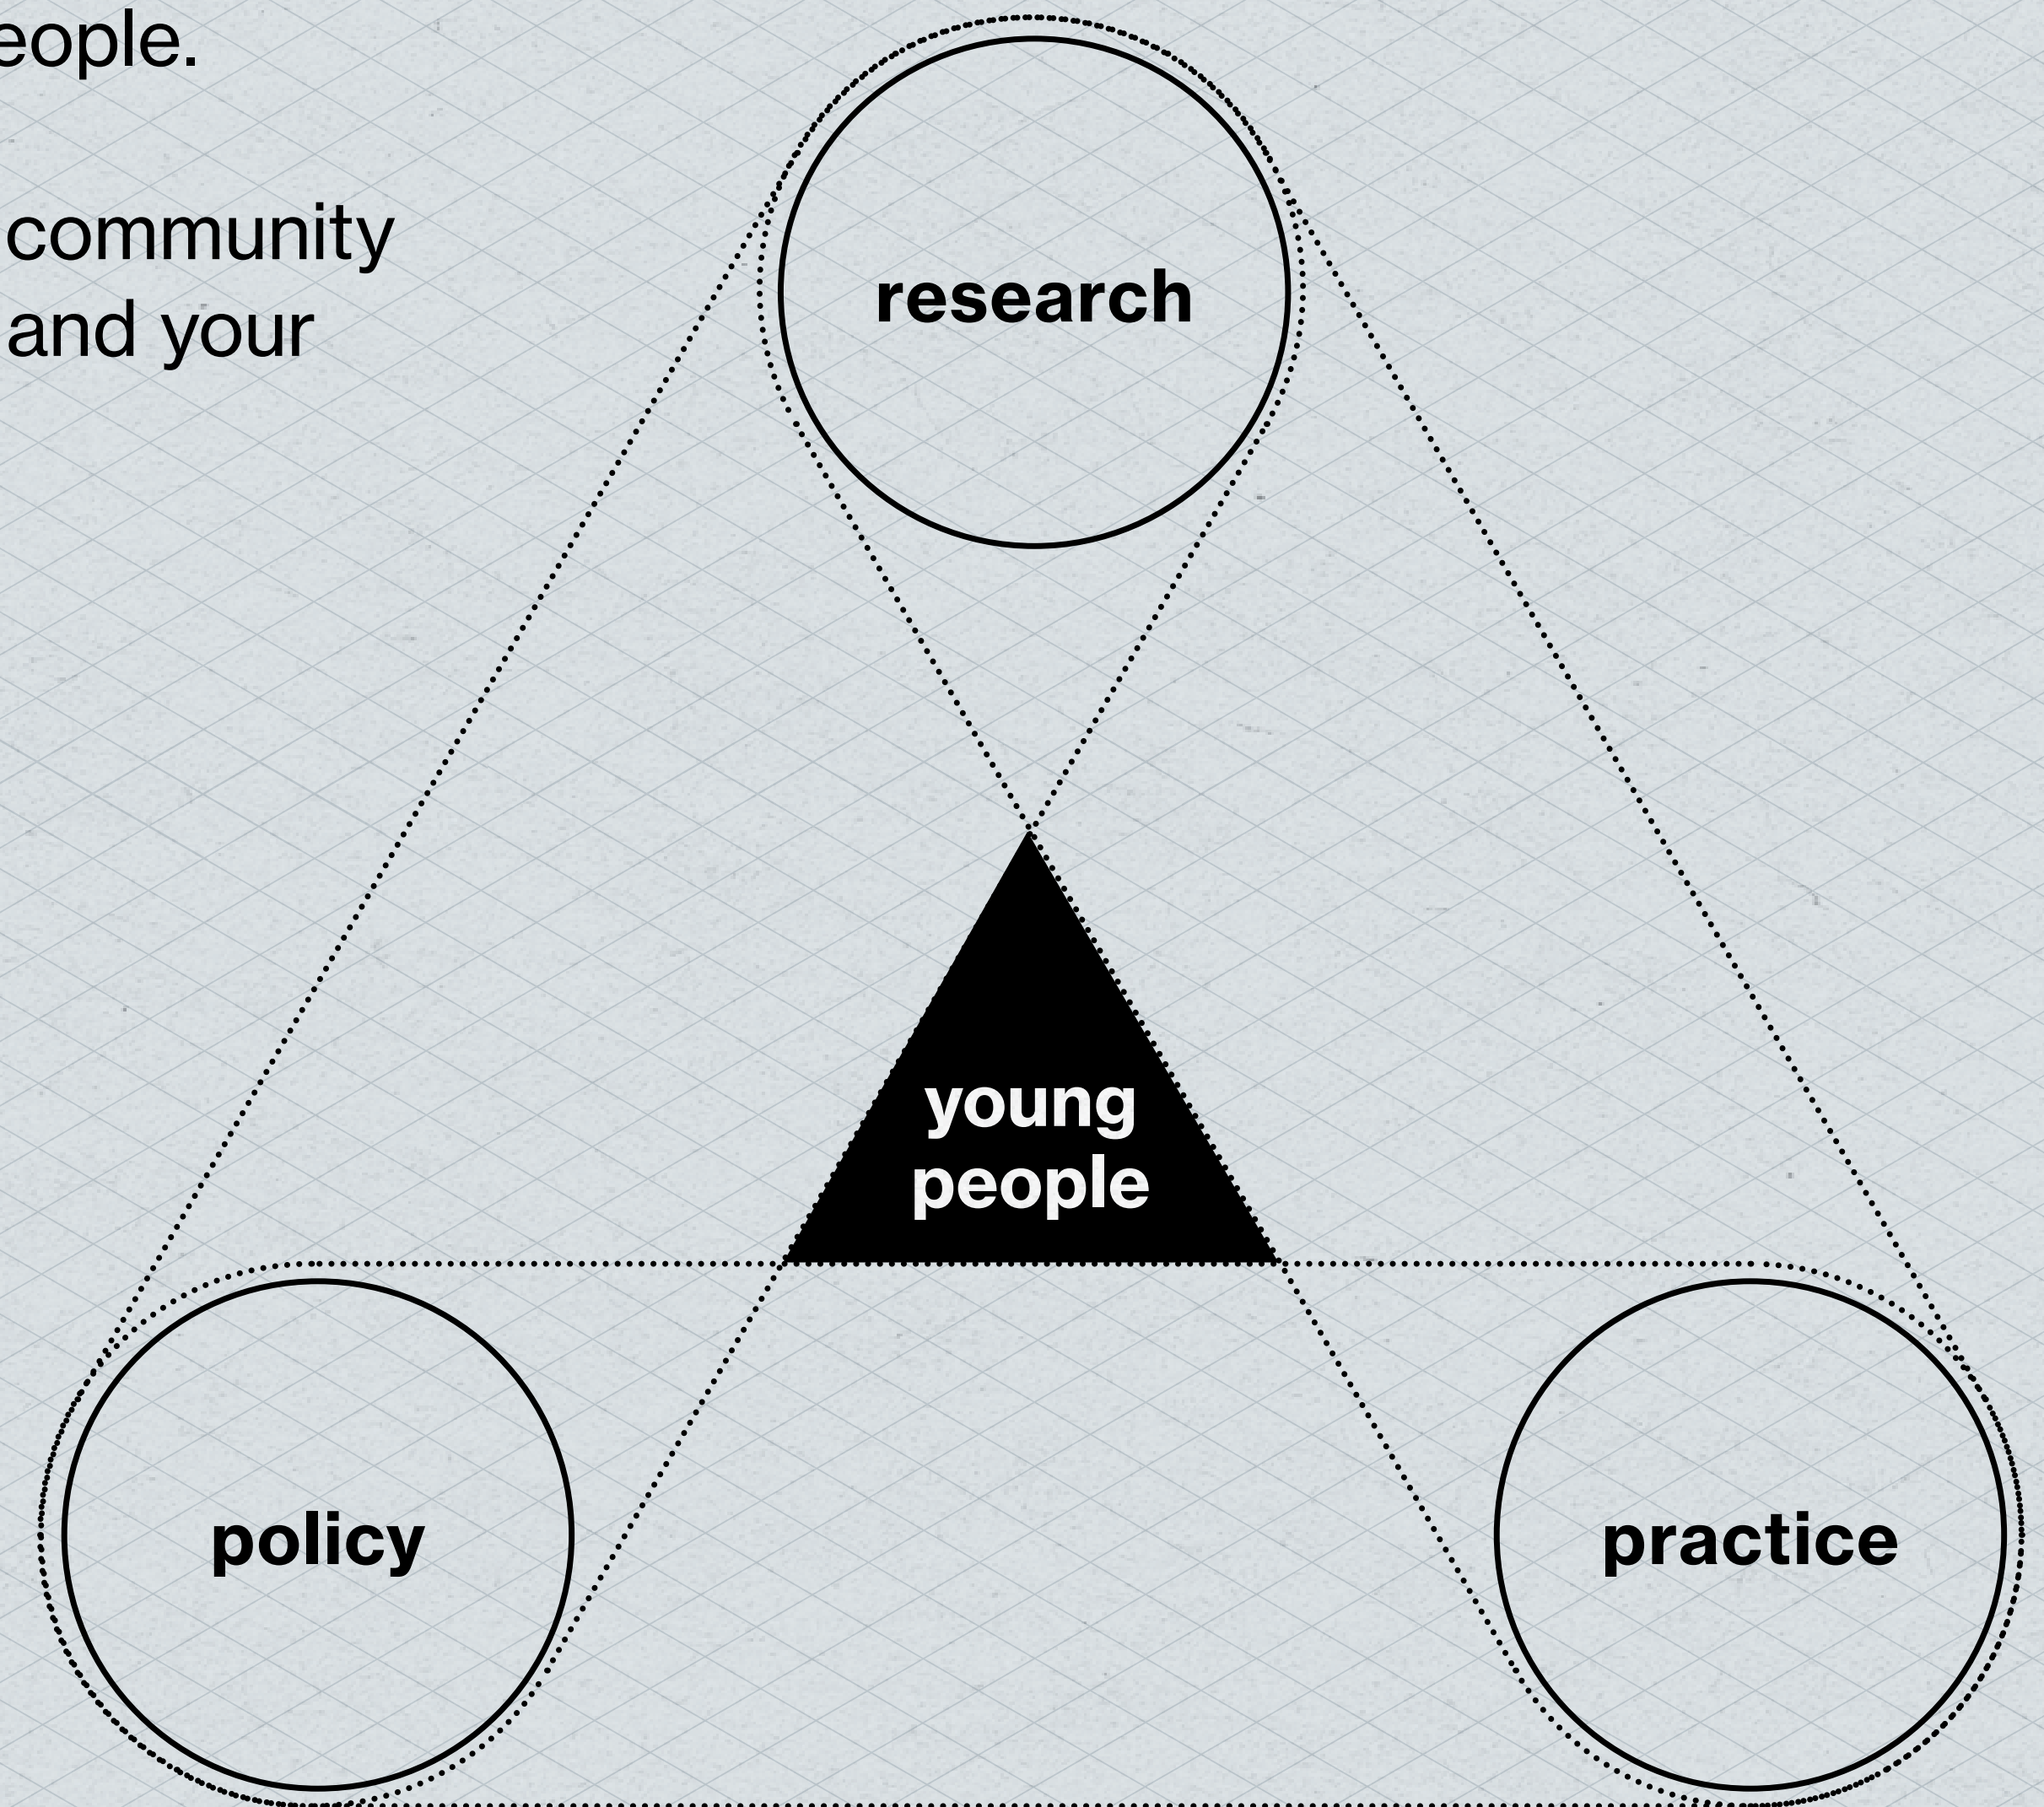 eople.
community
and your
research
young
people
policy
practice